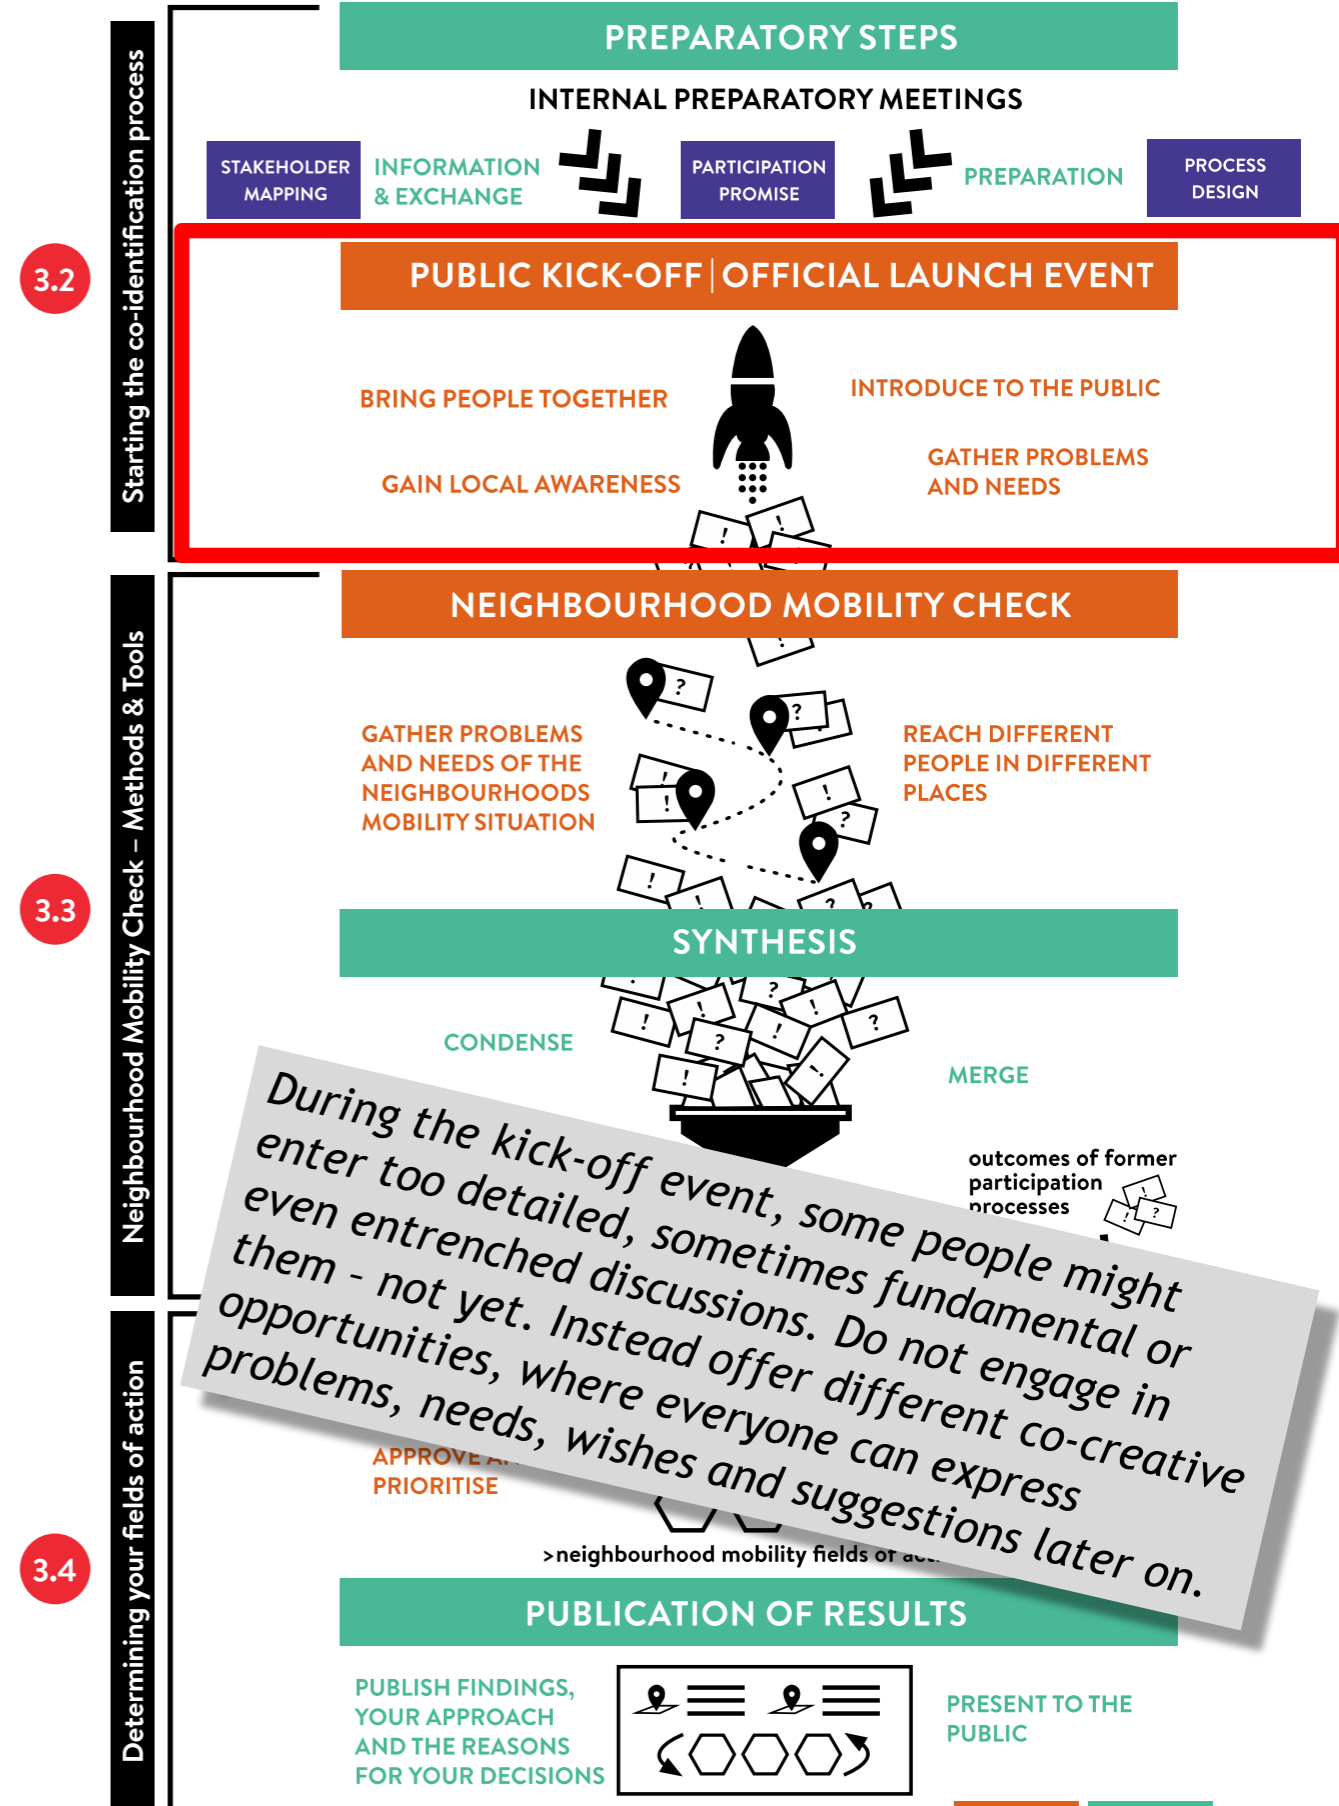 PREPARATORY STEPS
INTERNAL PREPARATORY MEETINGS
STAKEHOLDER
MAPPING
INFORMATION
& EXCHANGE
PARTICIPATION
PROMISE
PREPARATION
PROCESS
DESIGN
3.2
Starting the co-identification process
PUBLIC KICK-OFF | OFFICIAL LAUNCH EVENT
BRING PEOPLE TOGETHER
INTRODUCE TO THE PUBLIC
GAIN LOCAL AWARENESS
GATHER PROBLEMS
AND NEEDS
3.3
Neighbourhood Mobility Check – Methods & Tools
NEIGHBOURHOOD MOBILITY CHECK
GATHER PROBLEMS
AND NEEDS OF THE
NEIGHBOURHOODS
MOBILITY SITUATION
REACH DIFFERENT
PEOPLE IN DIFFERENT
PLACES
SYNTHESIS
CONDENSE
MERGE
outcomes of former
participation
processes
During the kick-off event, some people might
enter too detailed, sometimes fundamental or
even entrenched discussions. Do not engage in
them - not yet. Instead offer different co-creative
opportunities, where everyone can express
problems, needs, wishes and suggestions later on.
3.4
Determining your fields of action
APPROVE
PRIORITISE
>neighbourhood mobility fields of
PUBLICATION OF RESULTS
PUBLISH FINDINGS,
YOUR APPROACH
AND THE REASONS
FOR YOUR DECISIONS
PRESENT TO THE
PUBLIC